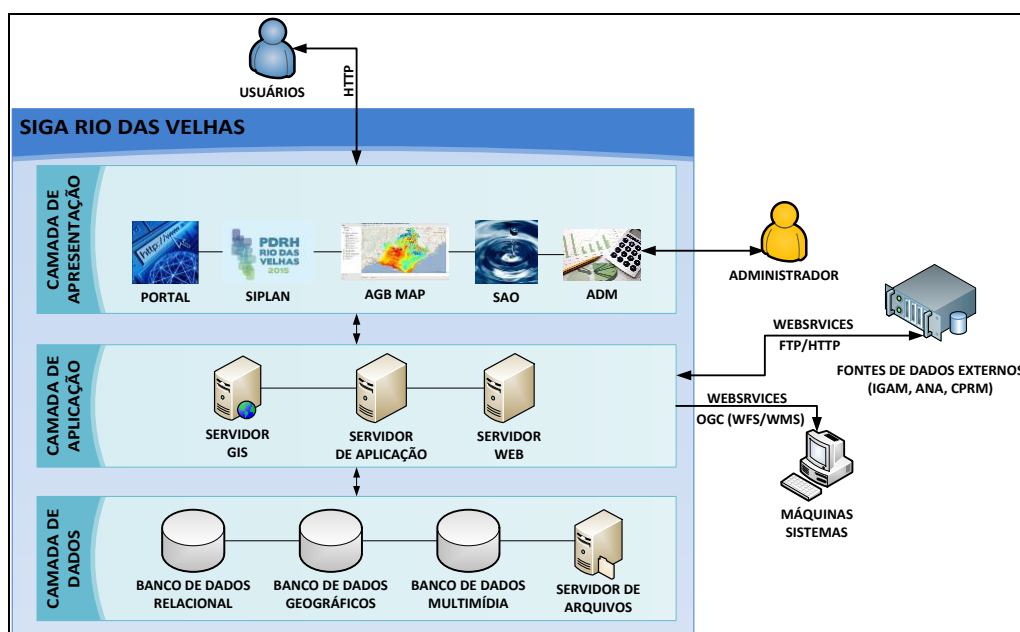 USUÁRIOS
HTTP
SIGA RIO DAS VELHAS
CAMADA DE
APRESENTAÇÃO
http://www
PDRH
RIO DAS
VELHAS
2015
PORTAL
SIPLAN
AGB MAP
SAO
ADM
ADMINISTRADOR
WEBSRVICES
FTP/HTTP
FONTES DE DADOS EXTERNOS
(IGAM, ANA, CPRM)
CAMADA DE
APLICAÇÃO
SERVIDOR
GIS
SERVIDOR
DE APLICAÇÃO
SERVIDOR
WEB
WEBSRVICES
OGC (WFS/WMS)
MÁQUINAS
SISTEMAS
CAMADA DE
DADOS
BANCO DE DADOS
RELACIONAL
BANCO DE DADOS
GEOGRÁFICOS
BANCO DE DADOS
MULTIMÍDIA
SERVIDOR DE
ARQUIVOS